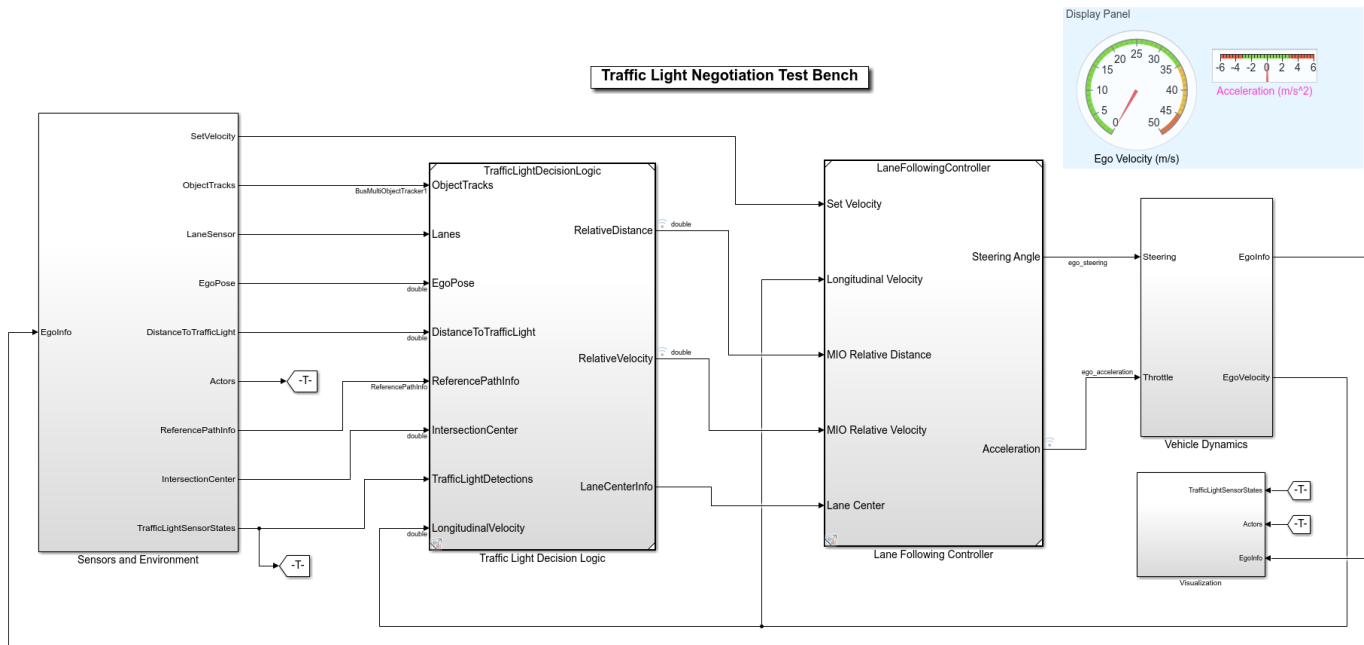 Display Panel
0
5
10
15
20
25
30
35
40
45
50
Ego Velocity (m/s)
-6 -4 -2 0 2 4 6
Acceleration (m/s^2)
Traffic Light Negotiation Test Bench
EgoInfo
SetVelocity
ObjectTracks
LaneSensor
EgoPose
DistanceToTrafficLight
Actors
ReferencePathInfo
IntersectionCenter
TrafficLightSensorStates
Sensors and Environment
-T-
-T-
BusMultiObjectTracker1
double
double
ReferencePathInfo
double
double
TrafficLightDecisionLogic
ObjectTracks
Lanes
EgoPose
DistanceToTrafficLight
ReferencePathInfo
IntersectionCenter
TrafficLightDetections
LongitudinalVelocity
RelativeDistance
RelativeVelocity
LaneCenterInfo
Traffic Light Decision Logic
double
double
LaneFollowingController
Set Velocity
Longitudinal Velocity
MIO Relative Distance
MIO Relative Velocity
Lane Center
Steering Angle
Acceleration
Lane Following Controller
ego_steering
ego_acceleration
Steering
Throttle
EgoInfo
EgoVelocity
Vehicle Dynamics
TrafficLightSensorStates
Actors
EgoInfo
Visualization
-T-
-T-